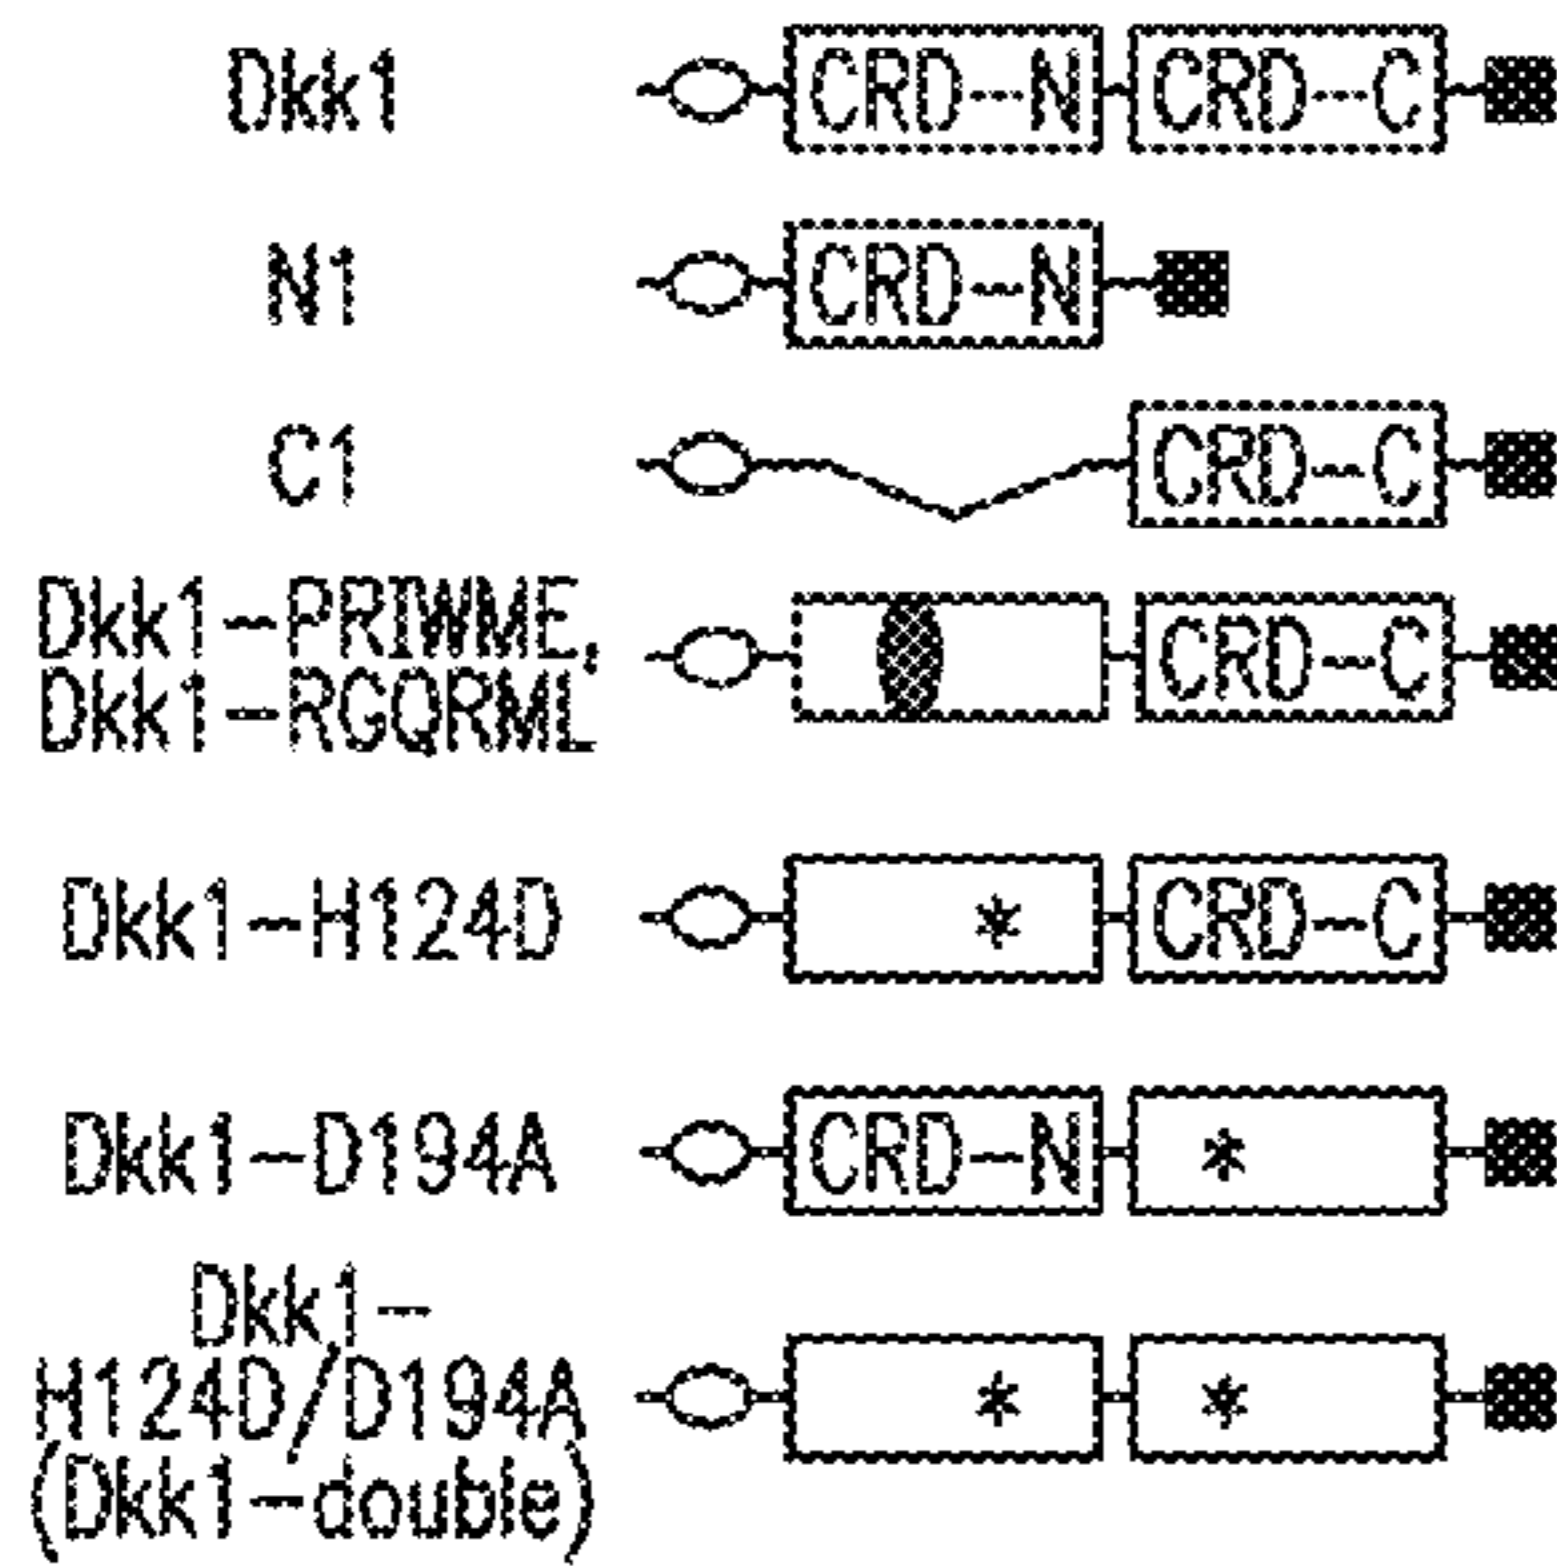 Dkk1 CRD-N CRD-C
N1 CRD-N
C1 CRD-C
Dkk1-PRIWME,
Dkk1-RGQRML CRD-C
Dkk1-H124D * CRD-C
Dkk1-D194A CRD-N *
Dkk1-
H124D/D194A * *
(Dkk1-double)